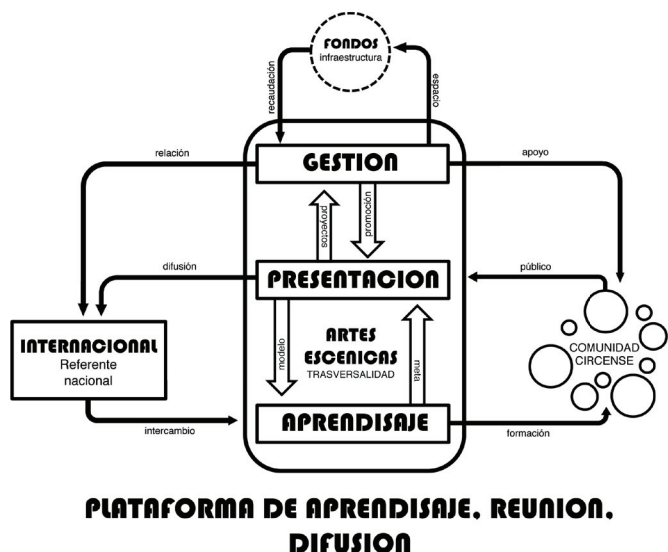 FONDOS
infraestructura
recaudación
espacio
relación
GESTION
apoyo
proyectos
promoción
difusión
PRESENTACION
público
INTERNACIONAL
Referente
nacional
modelo
ARTES
ESCENICAS
TRASVERSALIDAD
meta
COMUNIDAD
CIRCENSE
intercambio
APRENDISAJE
formación
PLATAFORMA DE APRENDISAJE, REUNION,
DIFUSION